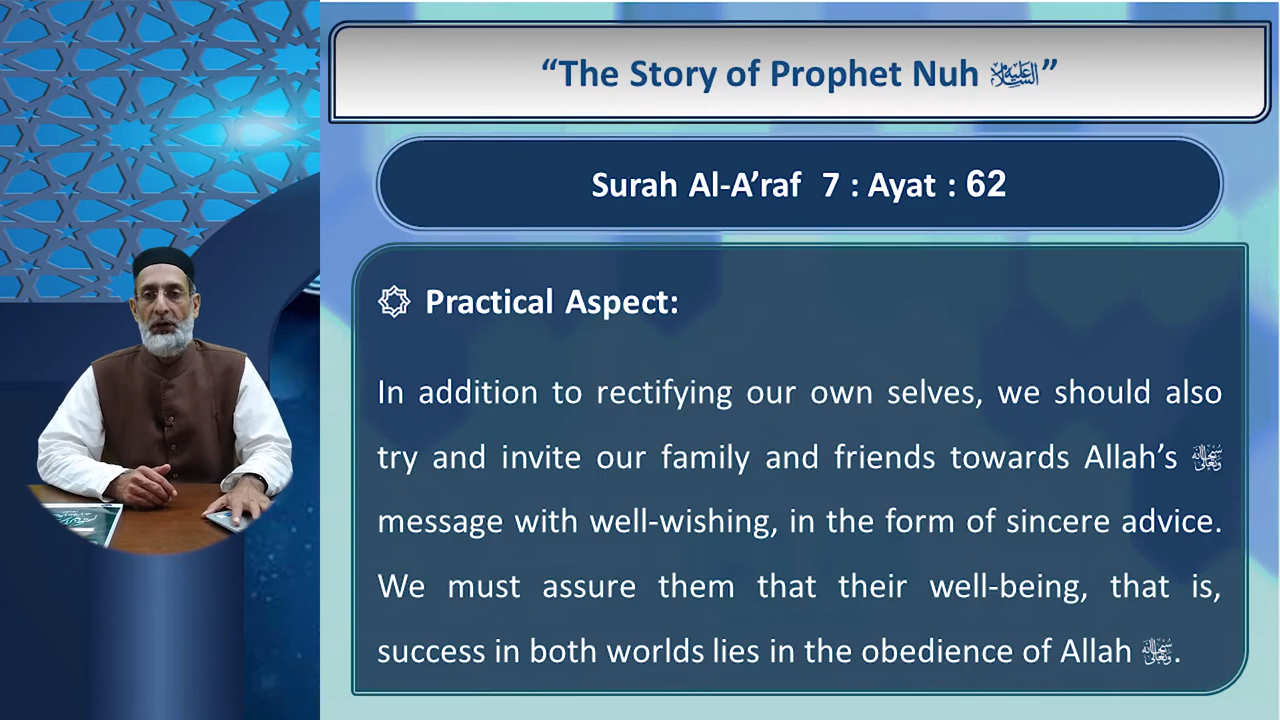 “The Story of Prophet Nuh عليه السلام”
Surah Al-A’raf 7 : Ayat : 62
Practical Aspect:
In addition to rectifying our own selves, we should also
try and invite our family and friends towards Allah’s سبحانه وتعالى
message with well-wishing, in the form of sincere advice.
We must assure them that their well-being, that is,
success in both worlds lies in the obedience of Allah سبحانه وتعالى.